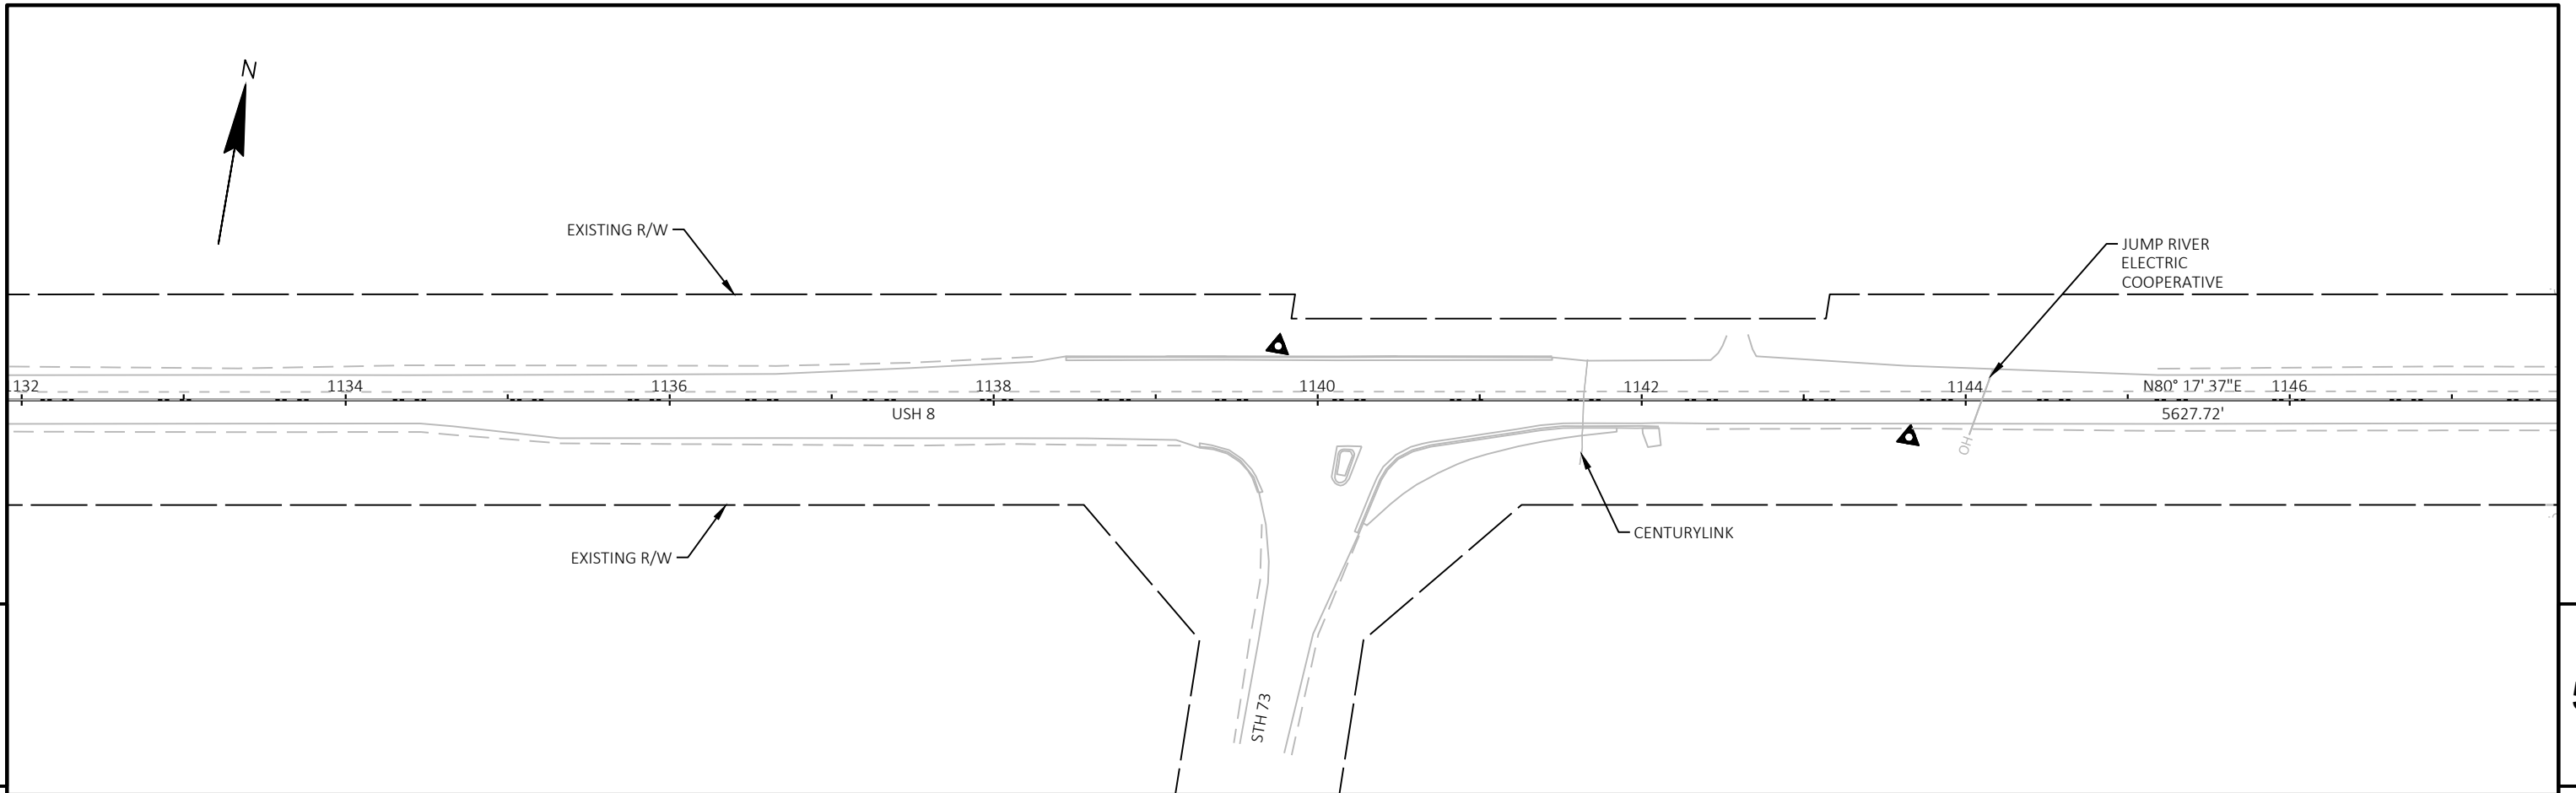 N
EXISTING R/W
JUMP RIVER
ELECTRIC
COOPERATIVE
1132
1134
1136
1138
1140
1142
1144
N80° 17' 37"E
1146
USH 8
5627.72'
OH
CENTURYLINK
EXISTING R/W
STH 73